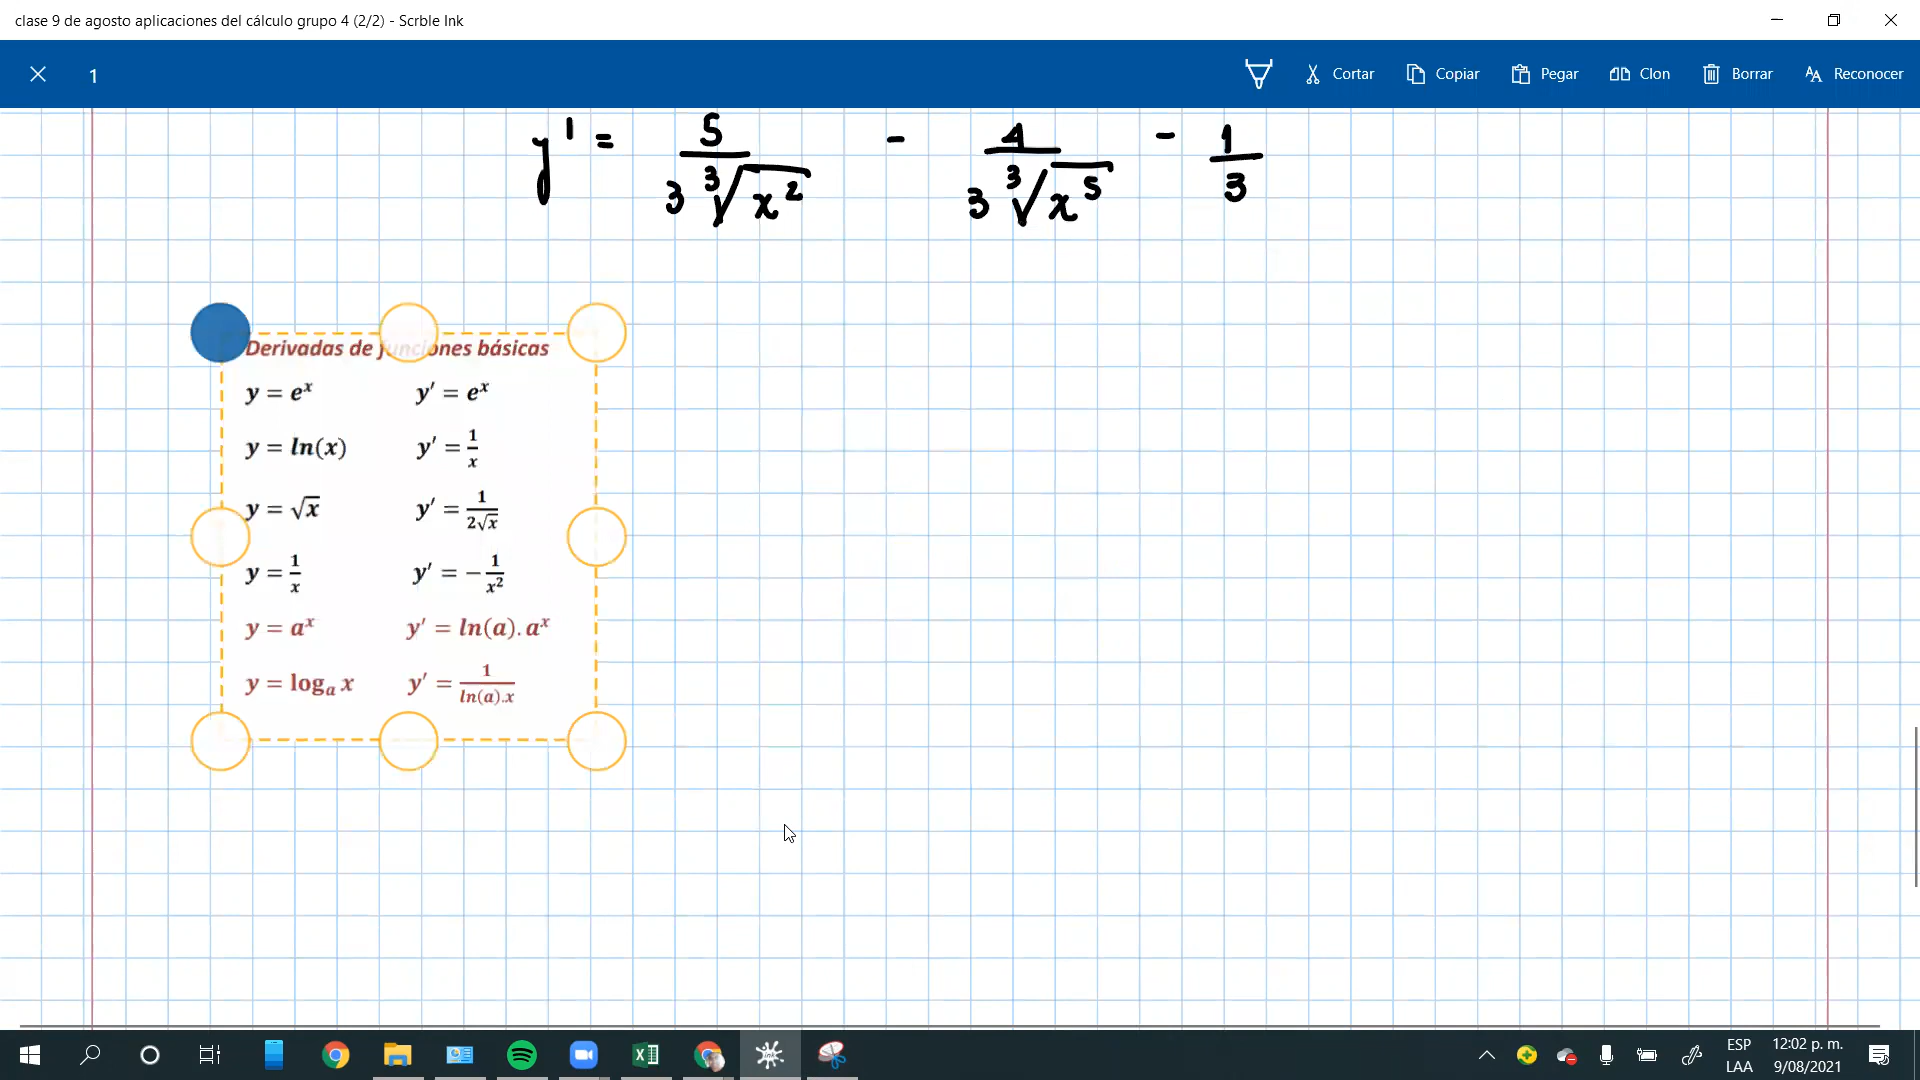 clase 9 de agosto aplicaciones del cálculo grupo 4 (2/2) - Scrble Ink
1 Cortar Copiar Pegar Clon Borrar Reconocer
y' = 5/(3 ∛x²) - 4/(3 ∛x⁵) - 1/3
Derivadas de funciones básicas
y = eˣ y' = eˣ
y = ln(x) y' = 1/x
y = √x y' = 1/(2√x)
y = 1/x y' = -1/x²
y = aˣ y' = ln(a).aˣ
y = logₐ x y' = 1/(ln(a).x)
ESP 12:02 p. m.
LAA 9/08/2021